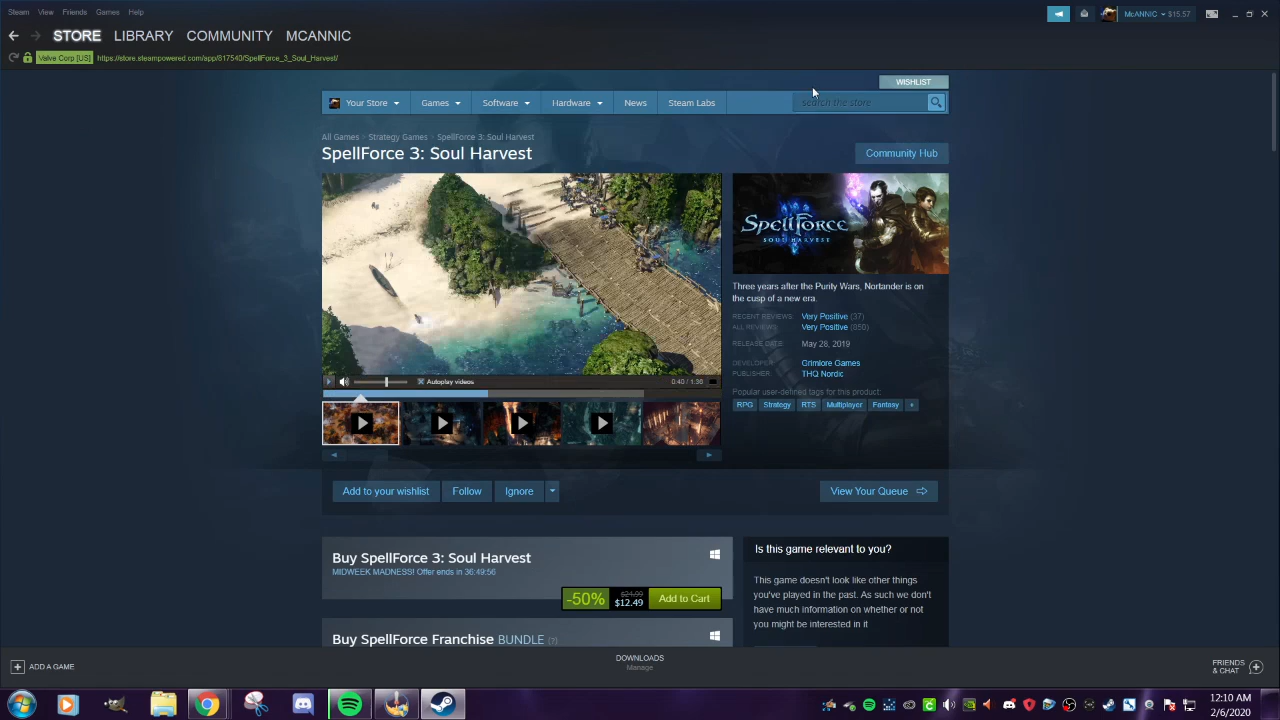 Steam View Friends Games Help
McANNIC $15.57
STORE LIBRARY COMMUNITY MCANNIC
Valve Corp [US] https://store.steampowered.com/app/817540/SpellForce_3_Soul_Harvest/
WISHLIST
Your Store Games Software Hardware News Steam Labs search the store
All Games > Strategy Games > SpellForce 3: Soul Harvest
SpellForce 3: Soul Harvest
Community Hub
SPELLFORCE
SOUL HARVEST
Three years after the Purity Wars, Nortander is on
the cusp of a new era.
RECENT REVIEWS: Very Positive (37)
ALL REVIEWS: Very Positive (850)
RELEASE DATE: May 28, 2019
DEVELOPER: Grimlore Games
PUBLISHER: THQ Nordic
Popular user-defined tags for this product:
RPG Strategy RTS Multiplayer Fantasy +
Autoplay videos 0:40 / 1:36
Add to your wishlist Follow Ignore View Your Queue
Buy SpellForce 3: Soul Harvest
MIDWEEK MADNESS! Offer ends in 36:49:56
-50% $24.99 $12.49 Add to Cart
Buy SpellForce Franchise BUNDLE (?)
Is this game relevant to you?
This game doesn't look like other things
you've played in the past. As such we don't
have much information on whether or not
you might be interested in it
+ ADD A GAME
DOWNLOADS
Manage
FRIENDS
& CHAT
12:10 AM
2/6/2020